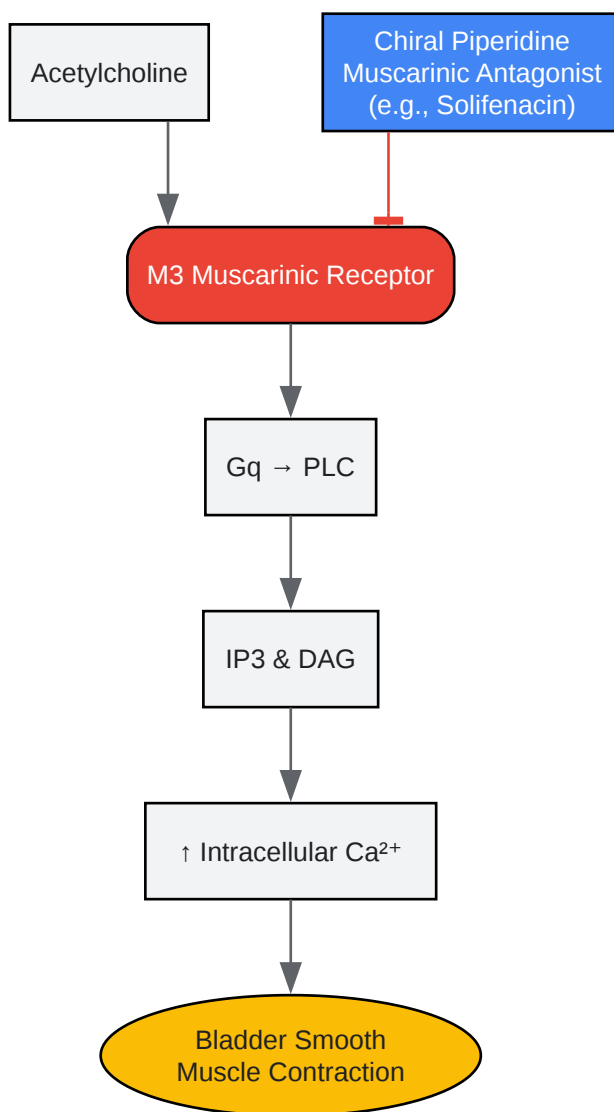 Acetylcholine
Chiral Piperidine
Muscarinic Antagonist
(e.g., Solifenacin)
M3 Muscarinic Receptor
Gq → PLC
IP3 & DAG
↑ Intracellular Ca²⁺
Bladder Smooth
Muscle Contraction